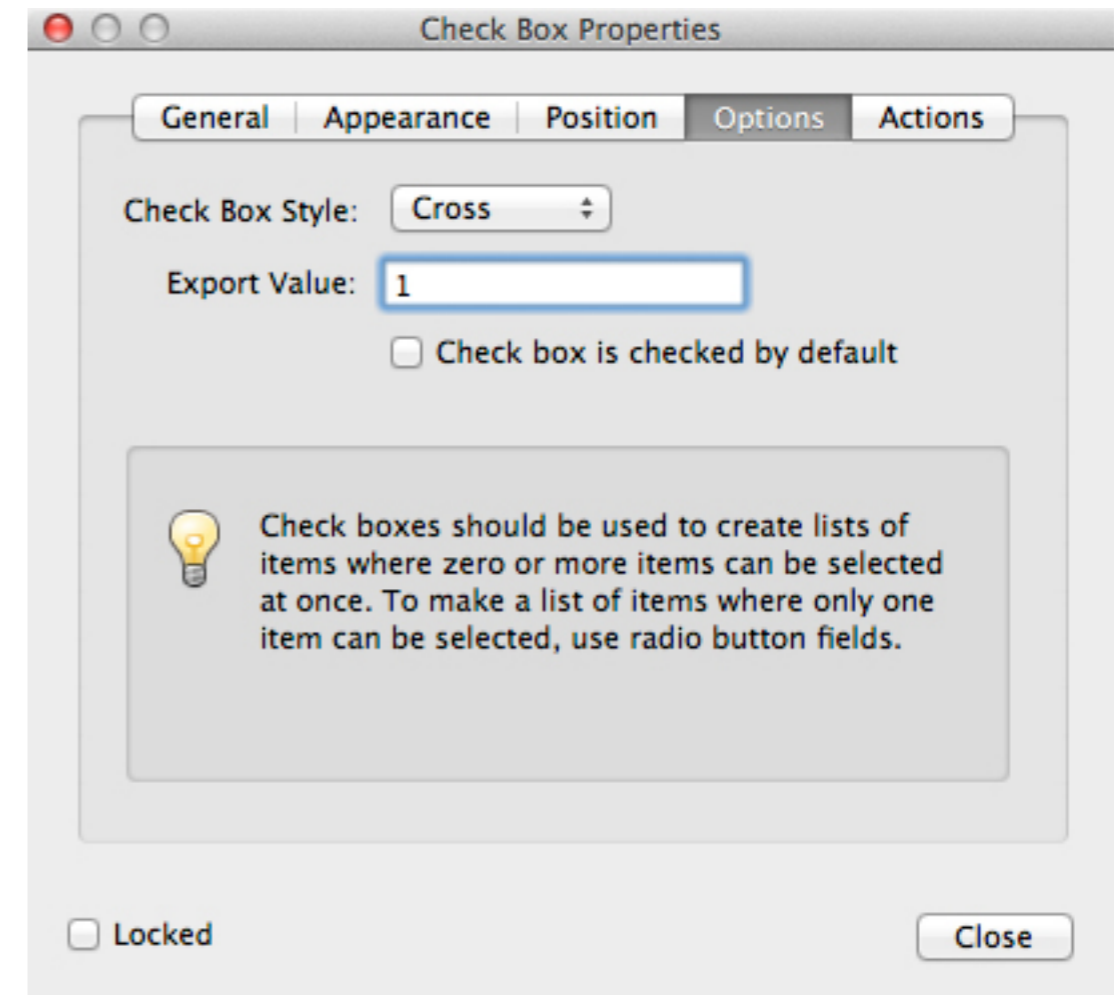 Check Box Properties
General Appearance Position Options Actions
Check Box Style: Cross
Export Value: 1
Check box is checked by default
Check boxes should be used to create lists of
items where zero or more items can be selected
at once. To make a list of items where only one
item can be selected, use radio button fields.
Locked Close